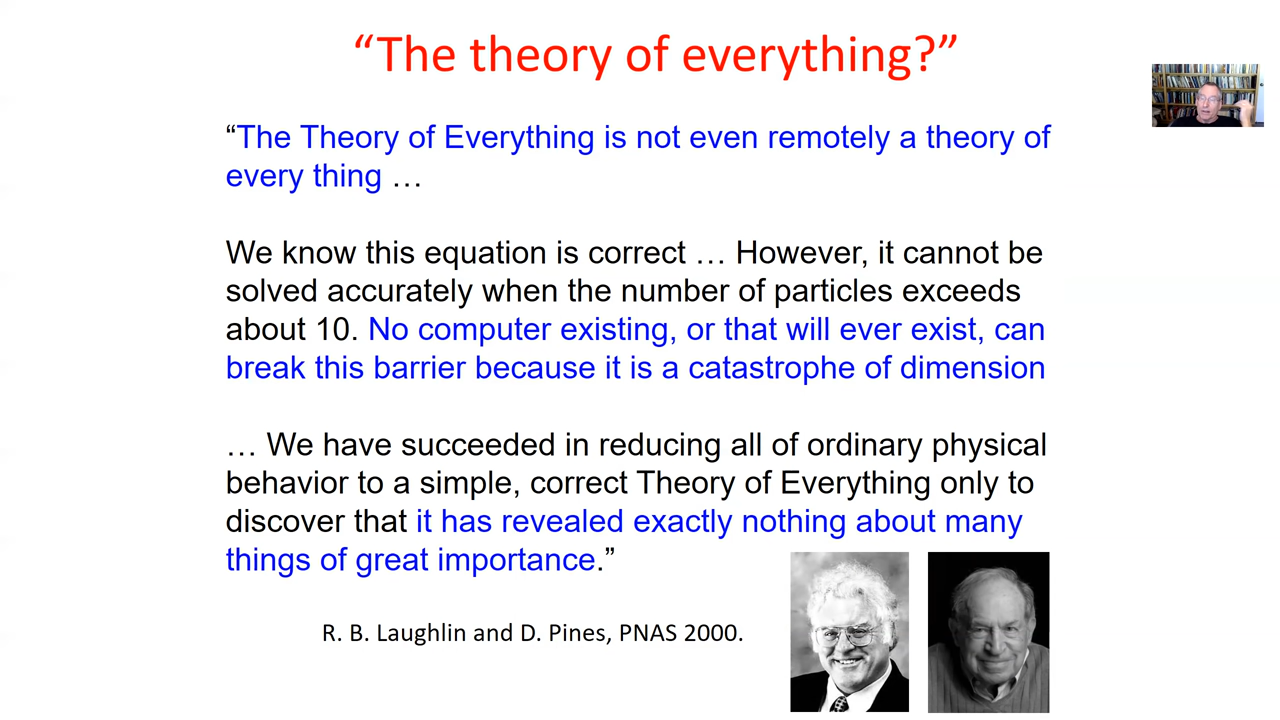 “The theory of everything?”
“The Theory of Everything is not even remotely a theory of
every thing …
We know this equation is correct … However, it cannot be
solved accurately when the number of particles exceeds
about 10. No computer existing, or that will ever exist, can
break this barrier because it is a catastrophe of dimension
… We have succeeded in reducing all of ordinary physical
behavior to a simple, correct Theory of Everything only to
discover that it has revealed exactly nothing about many
things of great importance.”
R. B. Laughlin and D. Pines, PNAS 2000.